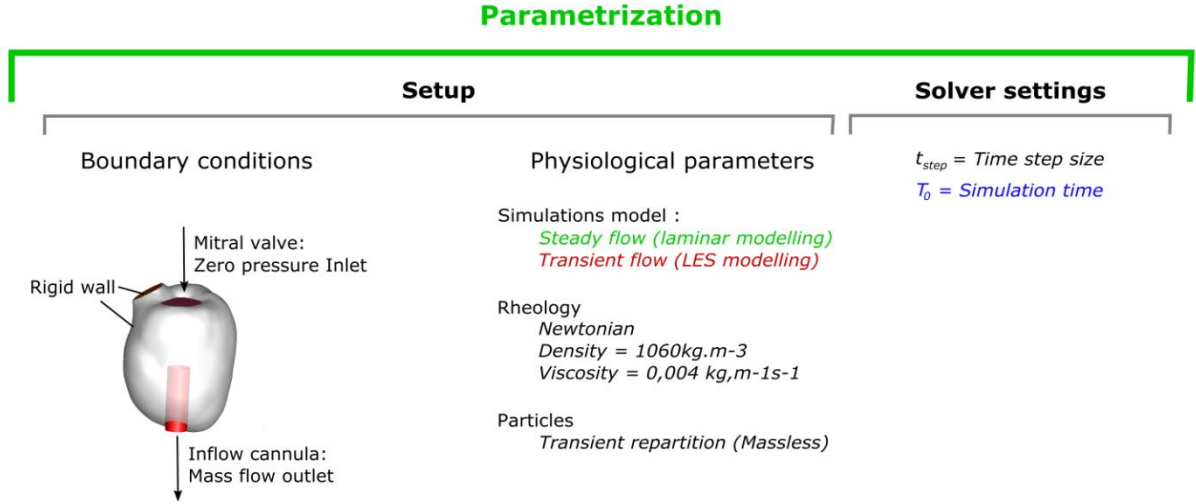 Parametrization
Setup
Solver settings
Boundary conditions
Physiological parameters
t_step = Time step size
T_0 = Simulation time
Simulations model :
Steady flow (laminar modelling)
Transient flow (LES modelling)
Mitral valve:
Zero pressure Inlet
Rigid wall
Rheology
Newtonian
Density = 1060kg.m-3
Viscosity = 0,004 kg,m-1s-1
Particles
Transient repartition (Massless)
Inflow cannula:
Mass flow outlet